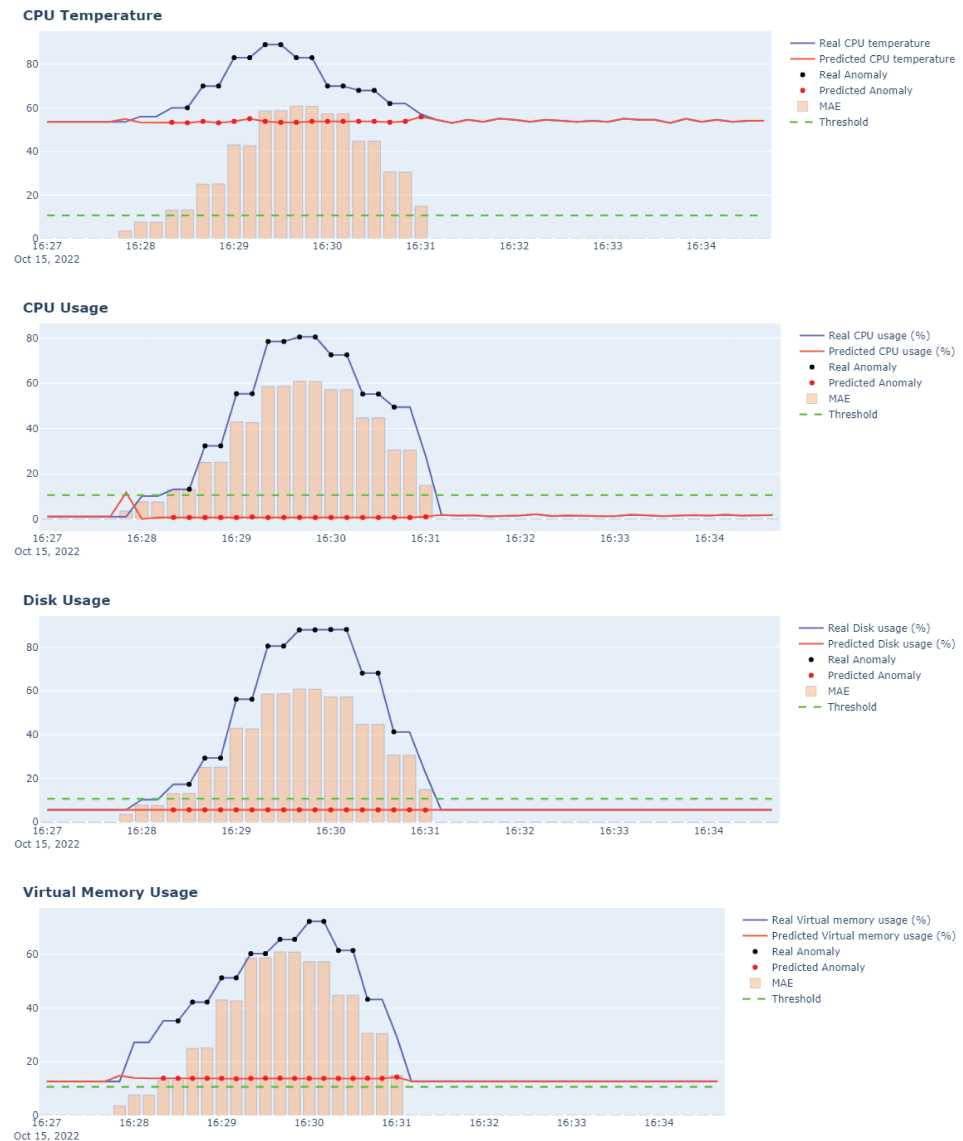 CPU Temperature
80
60
40
20
0
16:27
Oct 15, 2022
16:28
16:29
16:30
16:31
16:32
16:33
16:34
Real CPU temperature
Predicted CPU temperature
Real Anomaly
Predicted Anomaly
MAE
Threshold
CPU Usage
80
60
40
20
0
16:27
Oct 15, 2022
16:28
16:29
16:30
16:31
16:32
16:33
16:34
Real CPU usage (%)
Predicted CPU usage (%)
Real Anomaly
Predicted Anomaly
MAE
Threshold
Disk Usage
80
60
40
20
0
16:27
Oct 15, 2022
16:28
16:29
16:30
16:31
16:32
16:33
16:34
Real Disk usage (%)
Predicted Disk usage (%)
Real Anomaly
Predicted Anomaly
MAE
Threshold
Virtual Memory Usage
60
40
20
0
16:27
Oct 15, 2022
16:28
16:29
16:30
16:31
16:32
16:33
16:34
Real Virtual memory usage (%)
Predicted Virtual memory usage (%)
Real Anomaly
Predicted Anomaly
MAE
Threshold